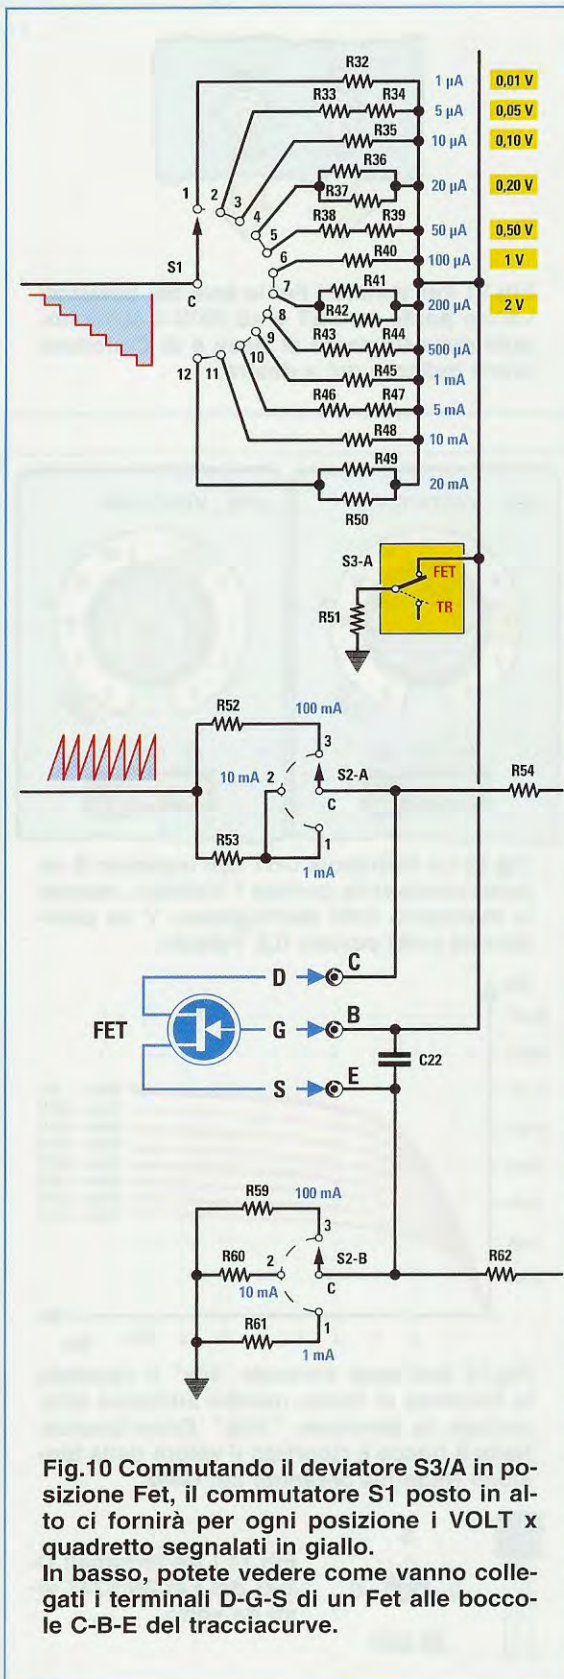 R32
1 µA 0,01 V
R33 R34
5 µA 0,05 V
R35
10 µA 0,10 V
R36
1 2 3
R37
20 µA 0,20 V
4
R38 R39
5
50 µA 0,50 V
S1
6
R40
100 µA 1 V
C
7
R41
200 µA 2 V
R42
8
R43 R44
9
500 µA
12 11 10
R45
1 mA
R46 R47
5 mA
R48
10 mA
R49
20 mA
R50
S3-A
FET
R51
TR
R52
100 mA
3
10 mA 2
S2-A
R54
C
R53
1
1 mA
D C
FET
G B
C22
S E
R59
100 mA
3
2
S2-B
R62
R60
10 mA
C
R61
1
1 mA
Fig.10 Commutando il deviatore S3/A in po-
sizione Fet, il commutatore S1 posto in al-
to ci fornirà per ogni posizione i VOLT x
quadretto segnalati in giallo.
In basso, potete vedere come vanno colle-
gati i terminali D-G-S di un Fet alle bocco-
le C-B-E del tracciacurve.